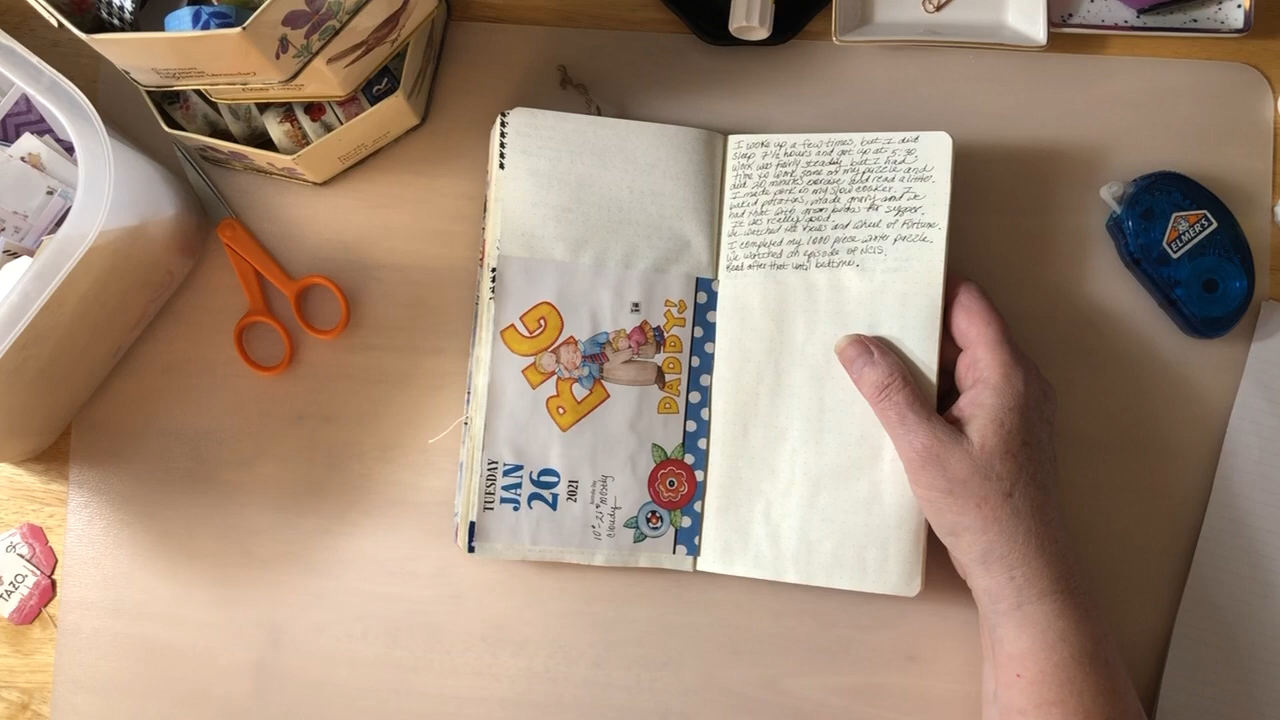 BIG
DADDY!
TUESDAY
JAN
26
2021
10°-21° mostly
cloudy
I woke up a few times, but I did
sleep 7½ hours and got up at 5:30
Work was fairly steady but I had
time to work some on my puzzle and
did 20 minutes exercise and read a little.
I made pork in my slow cooker. I
baked potatoes, made gravy and we
had that with green beans for supper.
It was really good.
We watched the news and Wheel of Fortune.
I completed my 1000 piece winter puzzle.
We watched an episode of NCIS.
Read after that until bedtime.
ELMER'S
TAZO